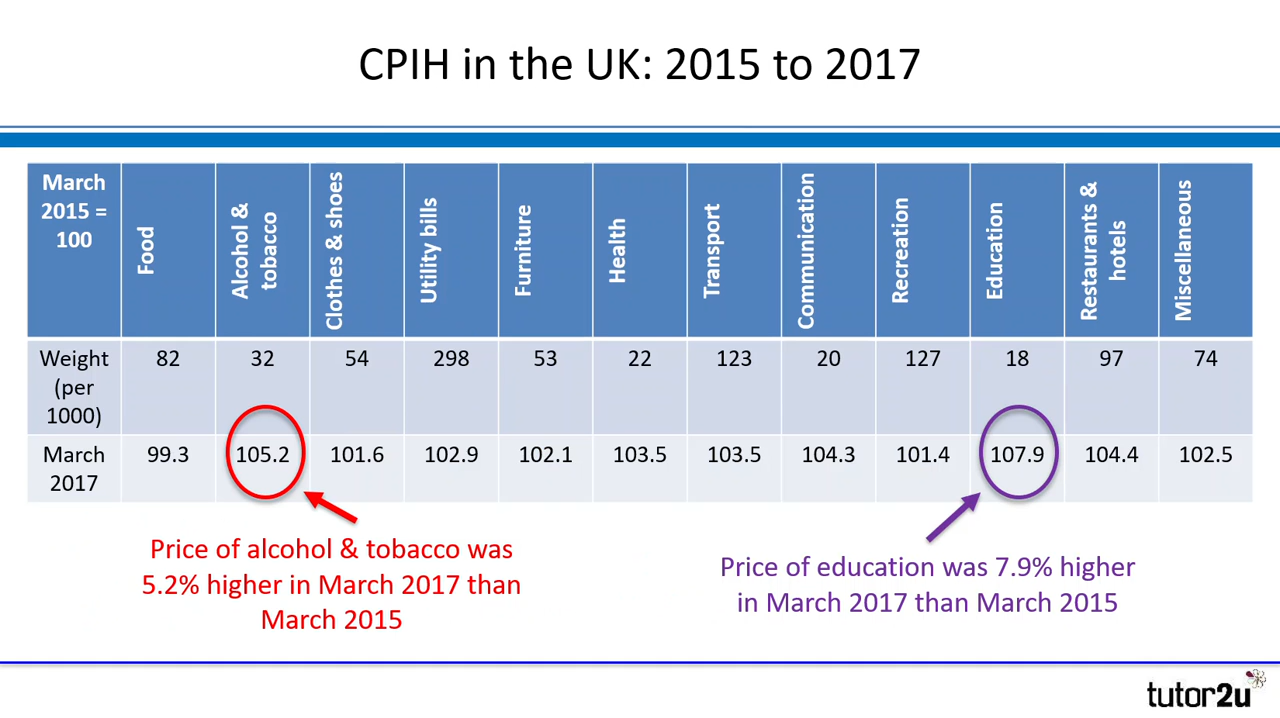 CPIH in the UK: 2015 to 2017
March
2015 =
100
Food
Alcohol &
tobacco
Clothes & shoes
Utility bills
Furniture
Health
Transport
Communication
Recreation
Education
Restaurants &
hotels
Miscellaneous
Weight
(per
1000)
82 32 54 298 53 22 123 20 127 18 97 74
March
2017
99.3 105.2 101.6 102.9 102.1 103.5 103.5 104.3 101.4 107.9 104.4 102.5
Price of alcohol & tobacco was
5.2% higher in March 2017 than
March 2015
Price of education was 7.9% higher
in March 2017 than March 2015
tutor2u